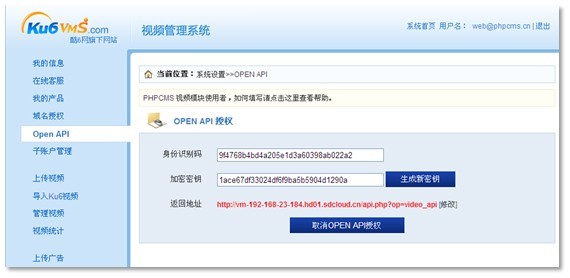 Ku6VMS.com
酷6网旗下网站
视频管理系统
系统首页 用户名： web@phpcms.cn | 退出
我的信息
在线客服
我的产品
域名授权
Open API
子账户管理
上传视频
导入Ku6视频
管理视频
视频统计
上传广告
当前位置：系统设置>>OPEN API
PHPCMS 视频模块使用者，如何填写请点击这里查看帮助。
OPEN API 授权
身份识别码 9f4768b4bd4a205e1d3a60398ab022a2
加密密钥 1ace67df33024df6f9ba5b5904d1290a 生成新密钥
返回地址 http://vm-192-168-23-184.hd01.sdcloud.cn/api.php?op=video_api [修改]
取消OPEN API授权